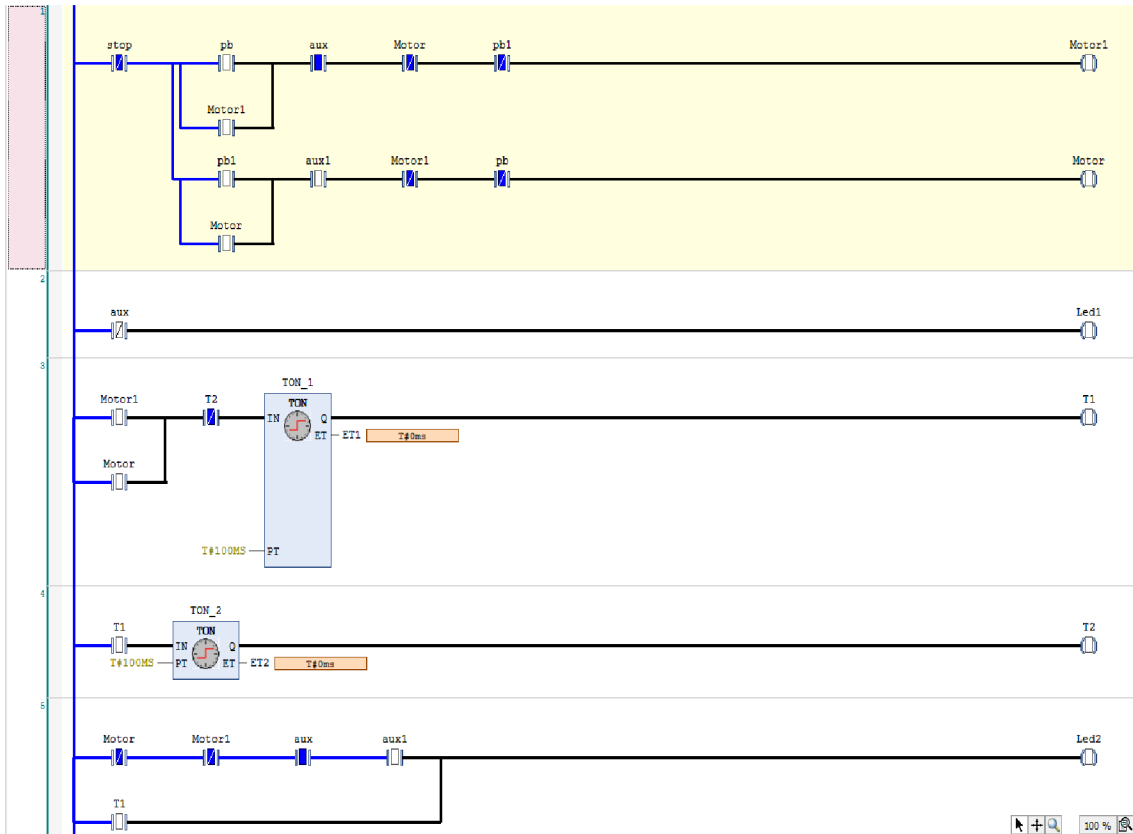 1
stop pb aux Motor pb1 Motor1
Motor1
pb1 aux1 Motor1 pb Motor
Motor
2
aux Led1
3
TON_1
Motor1 T2 TON T1
IN Q
ET ET1 T#0ms
Motor
T#100MS PT
4
TON_2
T1 TON T2
IN Q
T#100MS PT ET ET2 T#0ms
5
Motor Motor1 aux aux1 Led2
T1
100 %